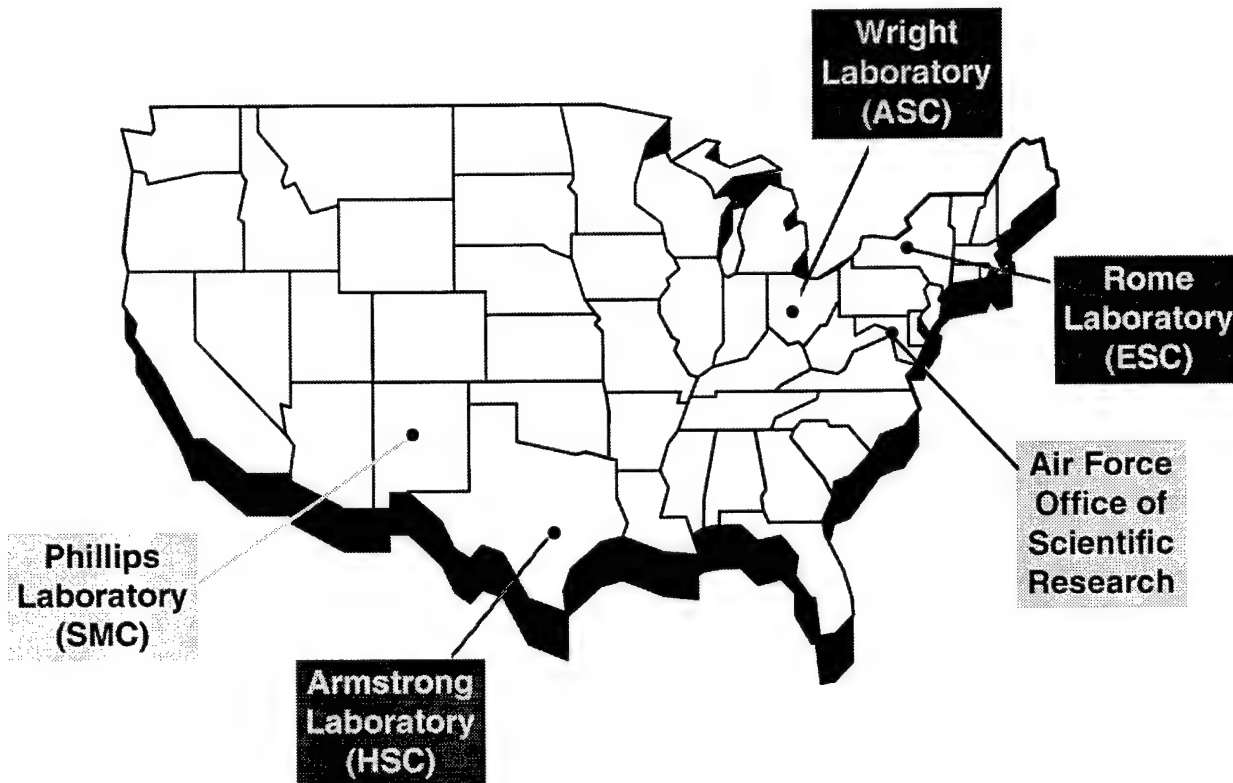 Wright
Laboratory
(ASC)
Rome
Laboratory
(ESC)
Air Force
Office of
Scientific
Research
Phillips
Laboratory
(SMC)
Armstrong
Laboratory
(HSC)